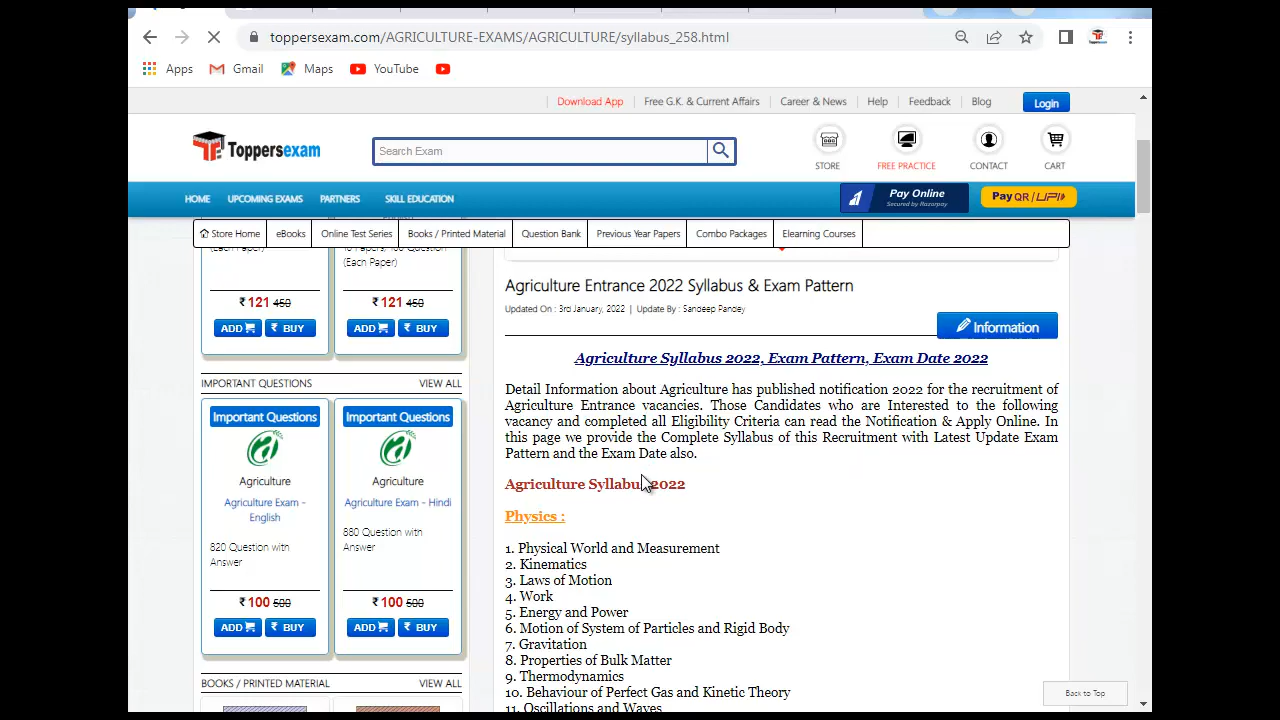 toppersexam.com/AGRICULTURE-EXAMS/AGRICULTURE/syllabus_258.html
Apps Gmail Maps YouTube
Download App Free G.K. & Current Affairs Career & News Help Feedback Blog Login
Toppersexam
Search Exam
STORE FREE PRACTICE CONTACT CART
HOME UPCOMING EXAMS PARTNERS SKILL EDUCATION
Pay Online
Secured by Razorpay
Pay QR / UPI
Store Home eBooks Online Test Series Books / Printed Material Question Bank Previous Year Papers Combo Packages Elearning Courses
(Each Paper)
(Each Paper)
₹ 121 450
₹ 121 450
ADD ₹ BUY
ADD ₹ BUY
IMPORTANT QUESTIONS VIEW ALL
Important Questions
Agriculture
Agriculture Exam -
English
820 Question with
Answer
₹ 100 500
ADD ₹ BUY
Important Questions
Agriculture
Agriculture Exam - Hindi
880 Question with
Answer
₹ 100 500
ADD ₹ BUY
BOOKS / PRINTED MATERIAL VIEW ALL
Agriculture Entrance 2022 Syllabus & Exam Pattern
Updated On : 3rd January, 2022 | Update By : Sandeep Pandey
Information
Agriculture Syllabus 2022, Exam Pattern, Exam Date 2022
Detail Information about Agriculture has published notification 2022 for the recruitment of
Agriculture Entrance vacancies. Those Candidates who are Interested to the following
vacancy and completed all Eligibility Criteria can read the Notification & Apply Online. In
this page we provide the Complete Syllabus of this Recruitment with Latest Update Exam
Pattern and the Exam Date also.
Agriculture Syllabus 2022
Physics :
1. Physical World and Measurement
2. Kinematics
3. Laws of Motion
4. Work
5. Energy and Power
6. Motion of System of Particles and Rigid Body
7. Gravitation
8. Properties of Bulk Matter
9. Thermodynamics
10. Behaviour of Perfect Gas and Kinetic Theory
11. Oscillations and Waves
Back to Top